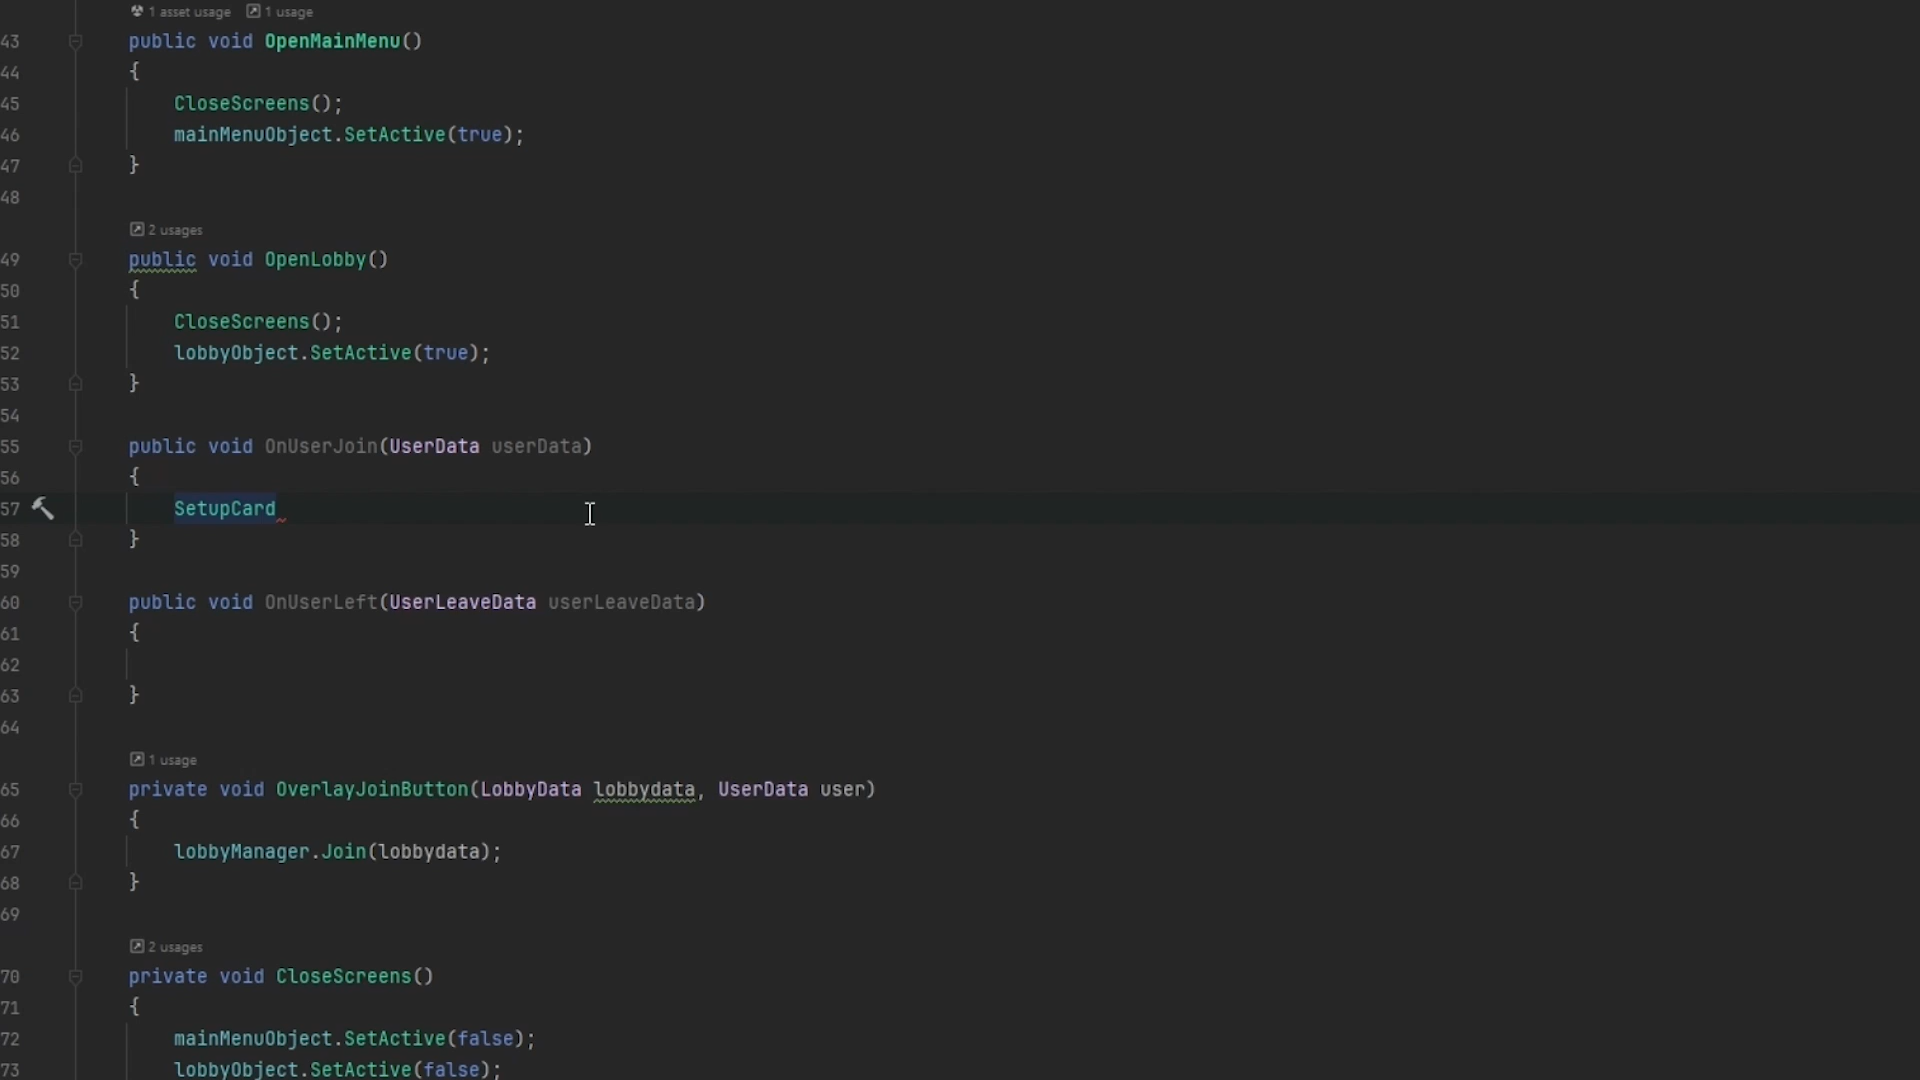 1 asset usage 1 usage
43 public void OpenMainMenu()
44 {
45 CloseScreens();
46 mainMenuObject.SetActive(true);
47 }
48
2 usages
49 public void OpenLobby()
50 {
51 CloseScreens();
52 lobbyObject.SetActive(true);
53 }
54
55 public void OnUserJoin(UserData userData)
56 {
57 SetupCard
58 }
59
60 public void OnUserLeft(UserLeaveData userLeaveData)
61 {
62
63 }
64
1 usage
65 private void OverlayJoinButton(LobbyData lobbydata, UserData user)
66 {
67 lobbyManager.Join(lobbydata);
68 }
69
2 usages
70 private void CloseScreens()
71 {
72 mainMenuObject.SetActive(false);
73 lobbyObject.SetActive(false);